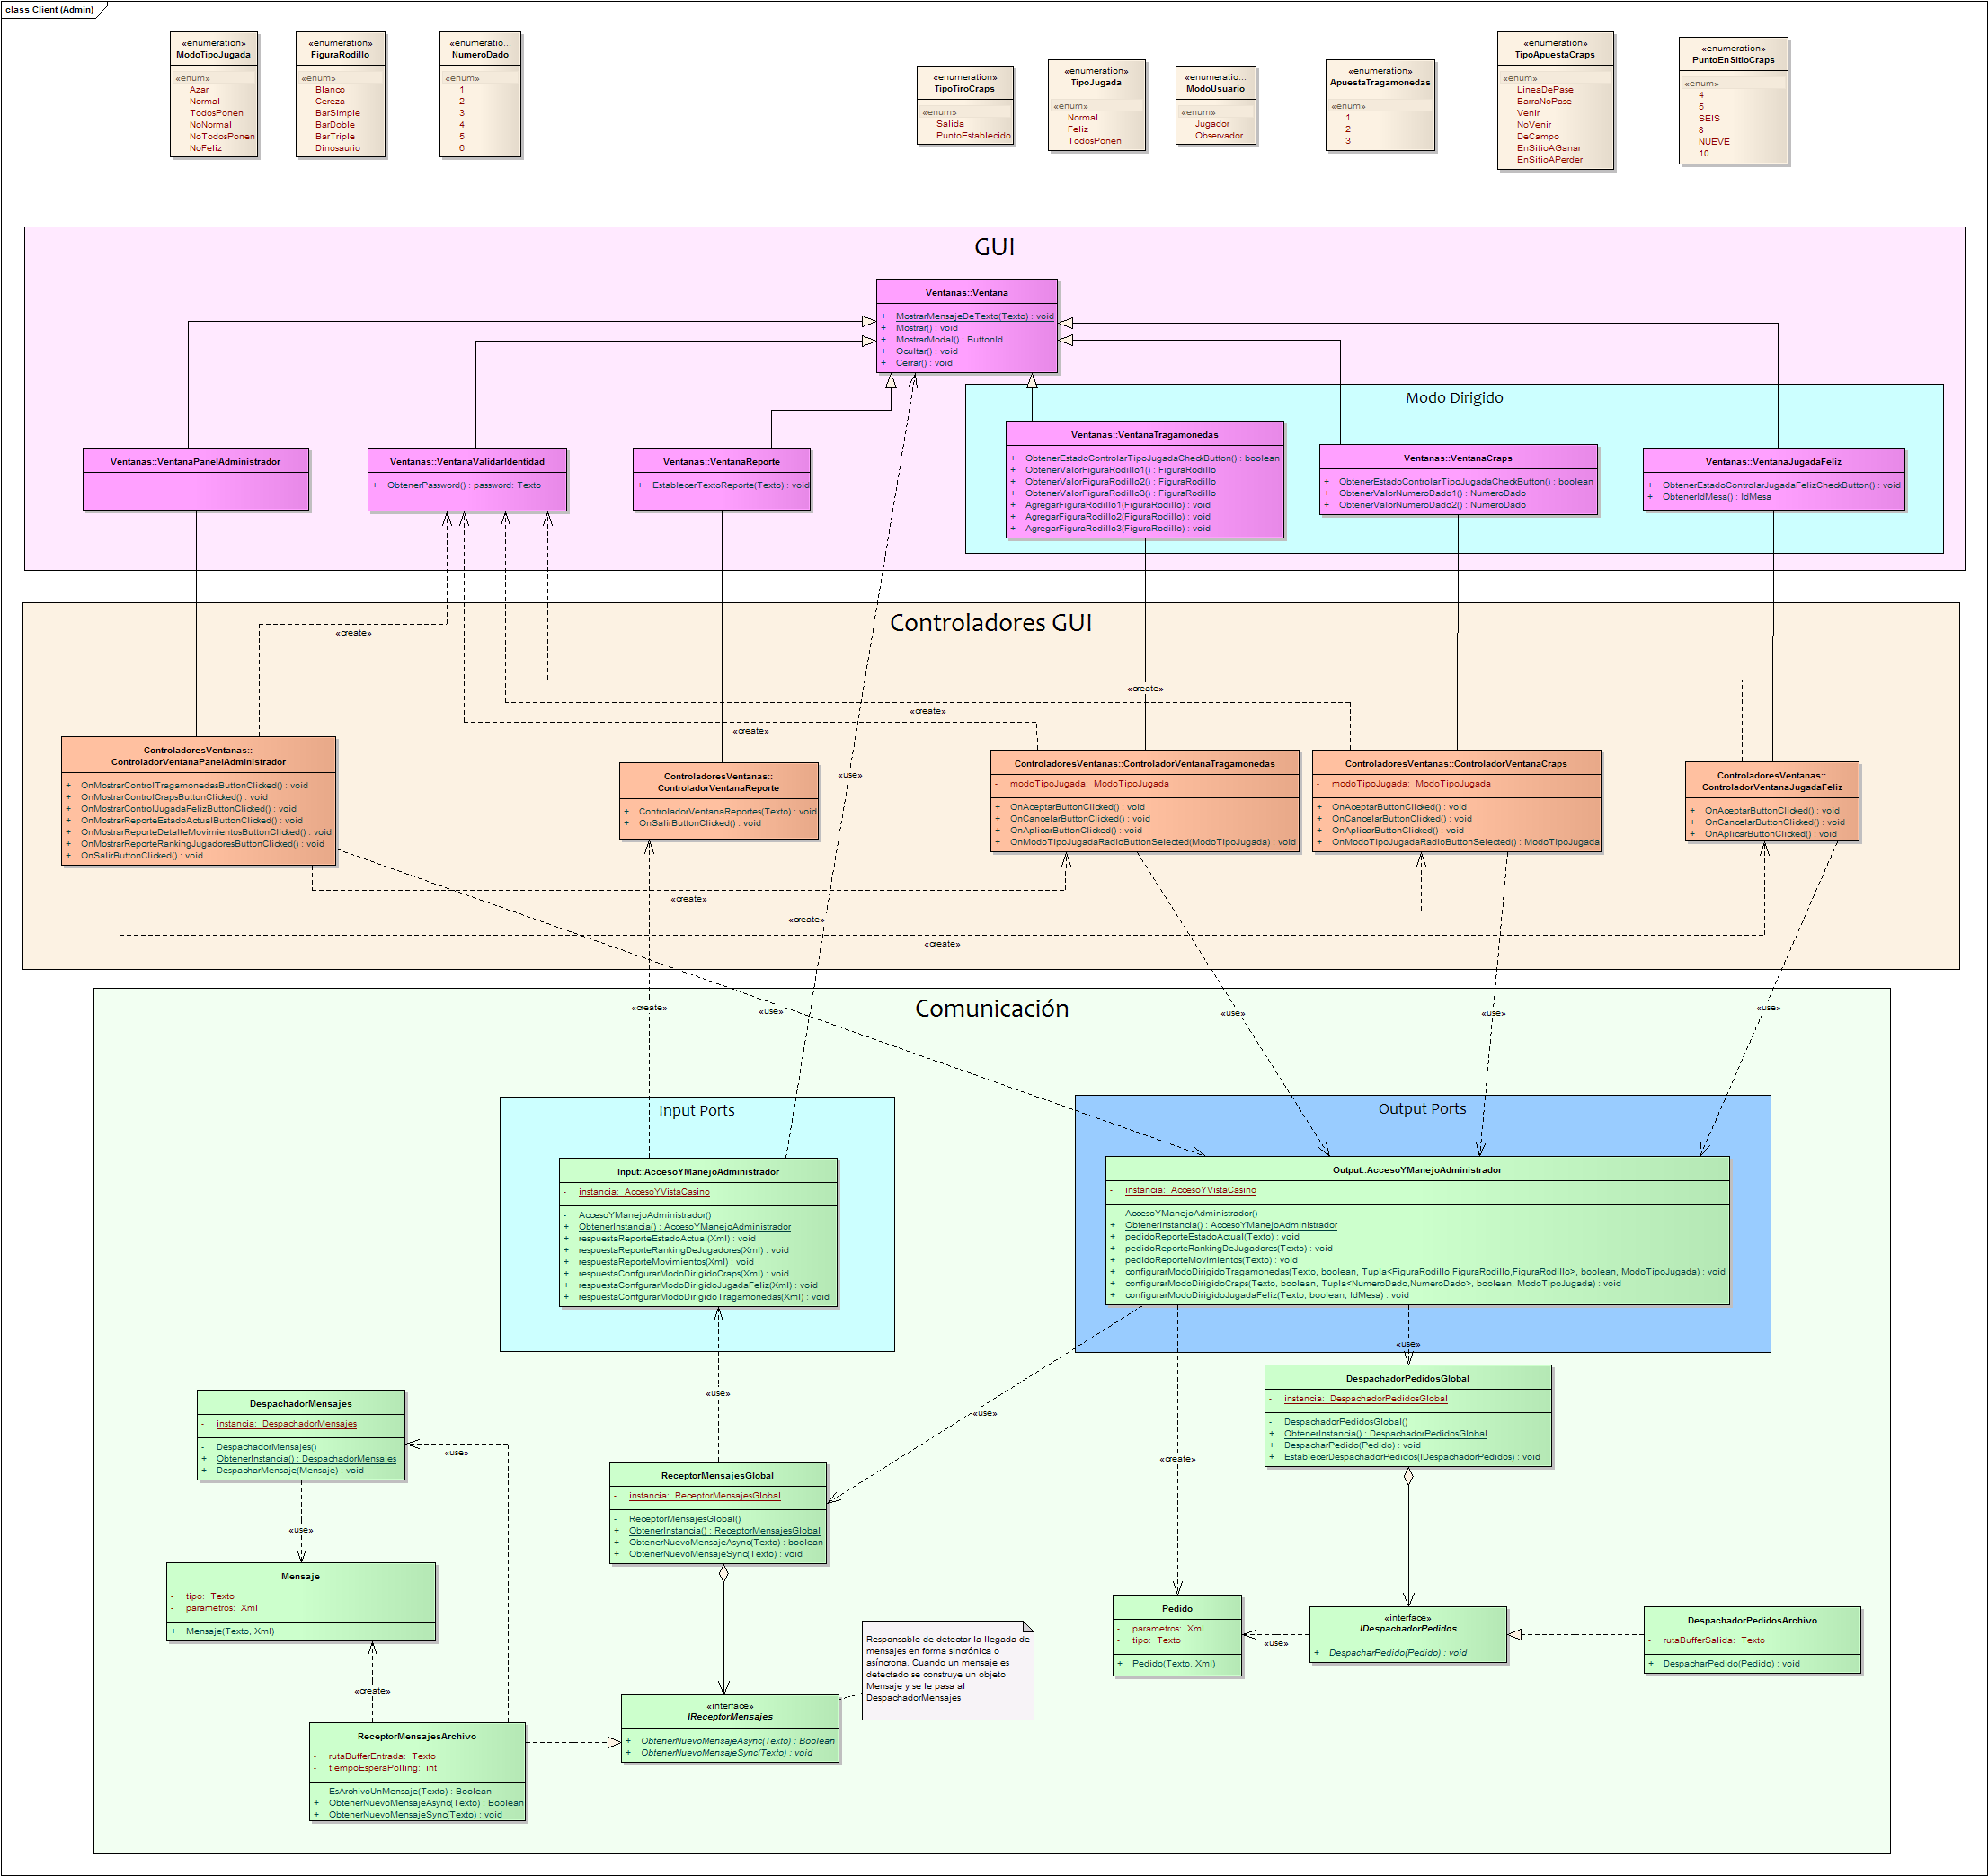 class Client (Admin)
«enumeration»
ModoTipoJugada
«enum»
Azar
Normal
TodosPonen
NoNormal
NoTodosPonen
NoFeliz
«enumeration»
FiguraRodillo
«enum»
Blanco
Cereza
BarSimple
BarDoble
BarTriple
Dinosaurio
«enumeratio...
NumeroDado
«enum»
1
2
3
4
5
6
«enumeration»
TipoTiroCraps
«enum»
Salida
PuntoEstablecido
«enumeration»
TipoJugada
«enum»
Normal
Feliz
TodosPonen
«enumeratio...
ModoUsuario
«enum»
Jugador
Observador
«enumeration»
ApuestaTragamonedas
«enum»
1
2
3
«enumeration»
TipoApuestaCraps
«enum»
LineaDePase
BarraNoPase
Venir
NoVenir
DeCampo
EnSitioAGanar
EnSitioAPerder
«enumeration»
PuntoEnSitioCraps
«enum»
4
5
SEIS
8
NUEVE
10
GUI
Ventanas::Ventana
+ MostrarMensajeDeTexto(Texto) : void
+ Mostrar() : void
+ MostrarModal() : ButtonId
+ Ocultar() : void
+ Cerrar() : void
Modo Dirigido
Ventanas::VentanaPanelAdministrador
Ventanas::VentanaValidarIdentidad
+ ObtenerPassword() : password: Texto
Ventanas::VentanaReporte
+ EstablecerTextoReporte(Texto) : void
Ventanas::VentanaTragamonedas
+ ObtenerEstadoControlarTipoJugadaCheckButton() : boolean
+ ObtenerValorFiguraRodillo1() : FiguraRodillo
+ ObtenerValorFiguraRodillo2() : FiguraRodillo
+ ObtenerValorFiguraRodillo3() : FiguraRodillo
+ AgregarFiguraRodillo1(FiguraRodillo) : void
+ AgregarFiguraRodillo2(FiguraRodillo) : void
+ AgregarFiguraRodillo3(FiguraRodillo) : void
Ventanas::VentanaCraps
+ ObtenerEstadoControlarTipoJugadaCheckButton() : boolean
+ ObtenerValorNumeroDado1() : NumeroDado
+ ObtenerValorNumeroDado2() : NumeroDado
Ventanas::VentanaJugadaFeliz
+ ObtenerEstadoControlarJugadaFelizCheckButton() : void
+ ObtenerIdMesa() : IdMesa
Controladores GUI
«create»
«create»
«create»
«create»
«use»
ControladoresVentanas::
ControladorVentanaPanelAdministrador
+ OnMostrarControlTragamonedasButtonClicked() : void
+ OnMostrarControlCrapsButtonClicked() : void
+ OnMostrarControlJugadaFelizButtonClicked() : void
+ OnMostrarReporteEstadoActualButtonClicked() : void
+ OnMostrarReporteDetalleMovimientosButtonClicked() : void
+ OnMostrarReporteRankingJugadoresButtonClicked() : void
+ OnSalirButtonClicked() : void
ControladoresVentanas::
ControladorVentanaReporte
+ ControladorVentanaReportes(Texto) : void
+ OnSalirButtonClicked() : void
ControladoresVentanas::ControladorVentanaTragamonedas
- modoTipoJugada: ModoTipoJugada
+ OnAceptarButtonClicked() : void
+ OnCancelarButtonClicked() : void
+ OnAplicarButtonClicked() : void
+ OnModoTipoJugadaRadioButtonSelected(ModoTipoJugada) : void
ControladoresVentanas::ControladorVentanaCraps
- modoTipoJugada: ModoTipoJugada
+ OnAceptarButtonClicked() : void
+ OnCancelarButtonClicked() : void
+ OnAplicarButtonClicked() : void
+ OnModoTipoJugadaRadioButtonSelected() : ModoTipoJugada
ControladoresVentanas::
ControladorVentanaJugadaFeliz
+ OnAceptarButtonClicked() : void
+ OnCancelarButtonClicked() : void
+ OnAplicarButtonClicked() : void
«create»
«create»
«create»
Comunicación
«create»
«use»
«use»
«use»
«use»
Input Ports
Input::AccesoYManejoAdministrador
- instancia: AccesoYVistaCasino
- AccesoYManejoAdministrador()
+ ObtenerInstancia() : AccesoYManejoAdministrador
+ respuestaReporteEstadoActual(Xml) : void
+ respuestaReporteRankingDeJugadores(Xml) : void
+ respuestaReporteMovimientos(Xml) : void
+ respuestaConfgurarModoDirigidoCraps(Xml) : void
+ respuestaConfgurarModoDirigidoJugadaFeliz(Xml) : void
+ respuestaConfgurarModoDirigidoTragamonedas(Xml) : void
Output Ports
Output::AccesoYManejoAdministrador
- instancia: AccesoYVistaCasino
- AccesoYManejoAdministrador()
+ ObtenerInstancia() : AccesoYManejoAdministrador
+ pedidoReporteEstadoActual(Texto) : void
+ pedidoReporteRankingDeJugadores(Texto) : void
+ pedidoReporteMovimientos(Texto) : void
+ configurarModoDirigidoTragamonedas(Texto, boolean, Tupla<FiguraRodillo,FiguraRodillo,FiguraRodillo>, boolean, ModoTipoJugada) : void
+ configurarModoDirigidoCraps(Texto, boolean, Tupla<NumeroDado,NumeroDado>, boolean, ModoTipoJugada) : void
+ configurarModoDirigidoJugadaFeliz(Texto, boolean, IdMesa) : void
«use»
«use»
«use»
«create»
DespachadorMensajes
- instancia: DespachadorMensajes
- DespachadorMensajes()
+ ObtenerInstancia() : DespachadorMensajes
+ DespacharMensaje(Mensaje) : void
«use»
«use»
DespachadorPedidosGlobal
- instancia: DespachadorPedidosGlobal
- DespachadorPedidosGlobal()
+ ObtenerInstancia() : DespachadorPedidosGlobal
+ DespacharPedido(Pedido) : void
+ EstablecerDespachadorPedidos(IDespachadorPedidos) : void
ReceptorMensajesGlobal
- instancia: ReceptorMensajesGlobal
- ReceptorMensajesGlobal()
+ ObtenerInstancia() : ReceptorMensajesGlobal
+ ObtenerNuevoMensajeAsync(Texto) : boolean
+ ObtenerNuevoMensajeSync(Texto) : void
Mensaje
- tipo: Texto
- parametros: Xml
+ Mensaje(Texto, Xml)
«create»
Pedido
- parametros: Xml
- tipo: Texto
+ Pedido(Texto, Xml)
«use»
«interface»
IDespachadorPedidos
+ DespacharPedido(Pedido) : void
DespachadorPedidosArchivo
- rutaBufferSalida: Texto
+ DespacharPedido(Pedido) : void
Responsable de detectar la llegada de
mensajes en forma sincrónica o
asíncrona. Cuando un mensaje es
detectado se construye un objeto
Mensaje y se le pasa al
DespachadorMensajes
«interface»
IReceptorMensajes
+ ObtenerNuevoMensajeAsync(Texto) : Boolean
+ ObtenerNuevoMensajeSync(Texto) : void
ReceptorMensajesArchivo
- rutaBufferEntrada: Texto
- tiempoEsperaPolling: int
- EsArchivoUnMensaje(Texto) : Boolean
+ ObtenerNuevoMensajeAsync(Texto) : Boolean
+ ObtenerNuevoMensajeSync(Texto) : void